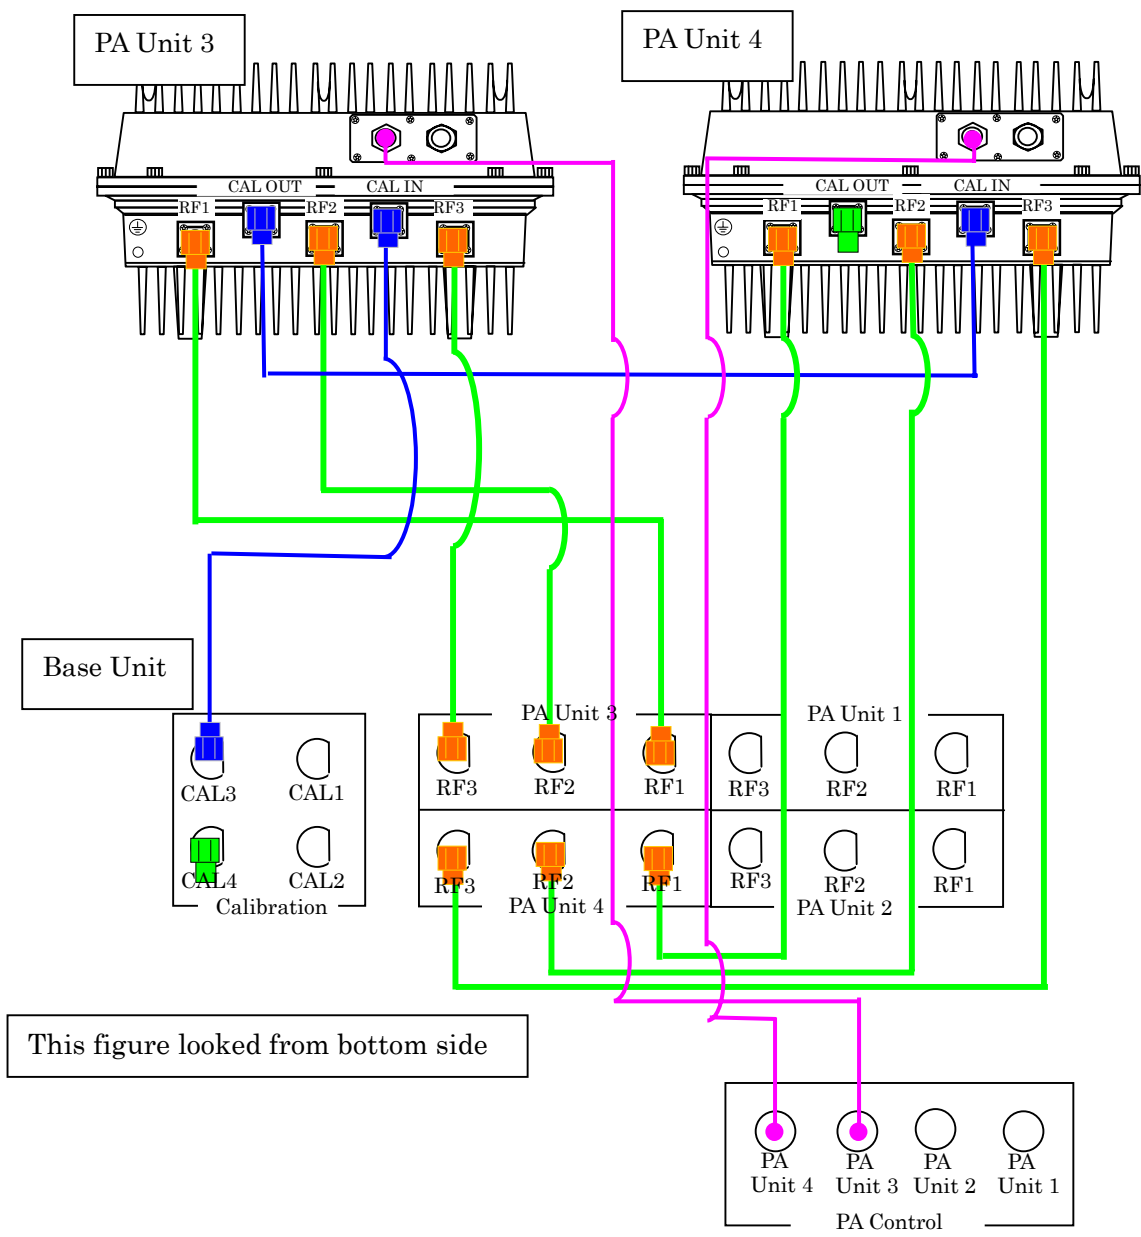 PA Unit 3
PA Unit 4
CAL OUT CAL IN
RF1 RF2 RF3
CAL OUT CAL IN
RF1 RF2 RF3
Base Unit
PA Unit 3 PA Unit 1
CAL3 CAL1
RF3 RF2 RF1 RF3 RF2 RF1
CAL4 CAL2
RF3 RF2 RF1 RF3 RF2 RF1
Calibration
PA Unit 4 PA Unit 2
This figure looked from bottom side
PA PA PA PA
Unit 4 Unit 3 Unit 2 Unit 1
PA Control